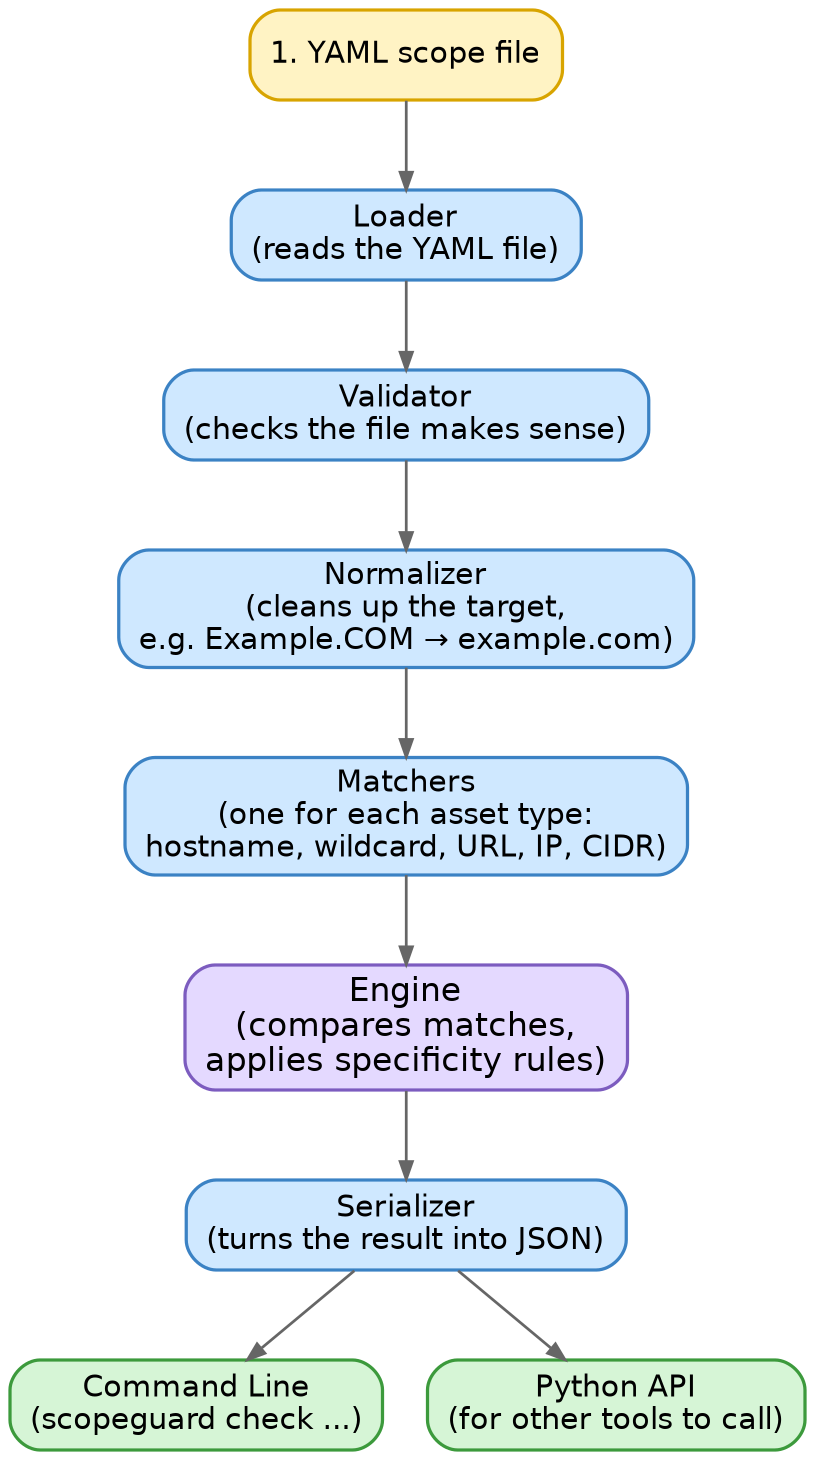 1. YAML scope file
Loader
(reads the YAML file)
Validator
(checks the file makes sense)
Normalizer
(cleans up the target,
e.g. Example.COM → example.com)
Matchers
(one for each asset type:
hostname, wildcard, URL, IP, CIDR)
Engine
(compares matches,
applies specificity rules)
Serializer
(turns the result into JSON)
Command Line
(scopeguard check ...)
Python API
(for other tools to call)